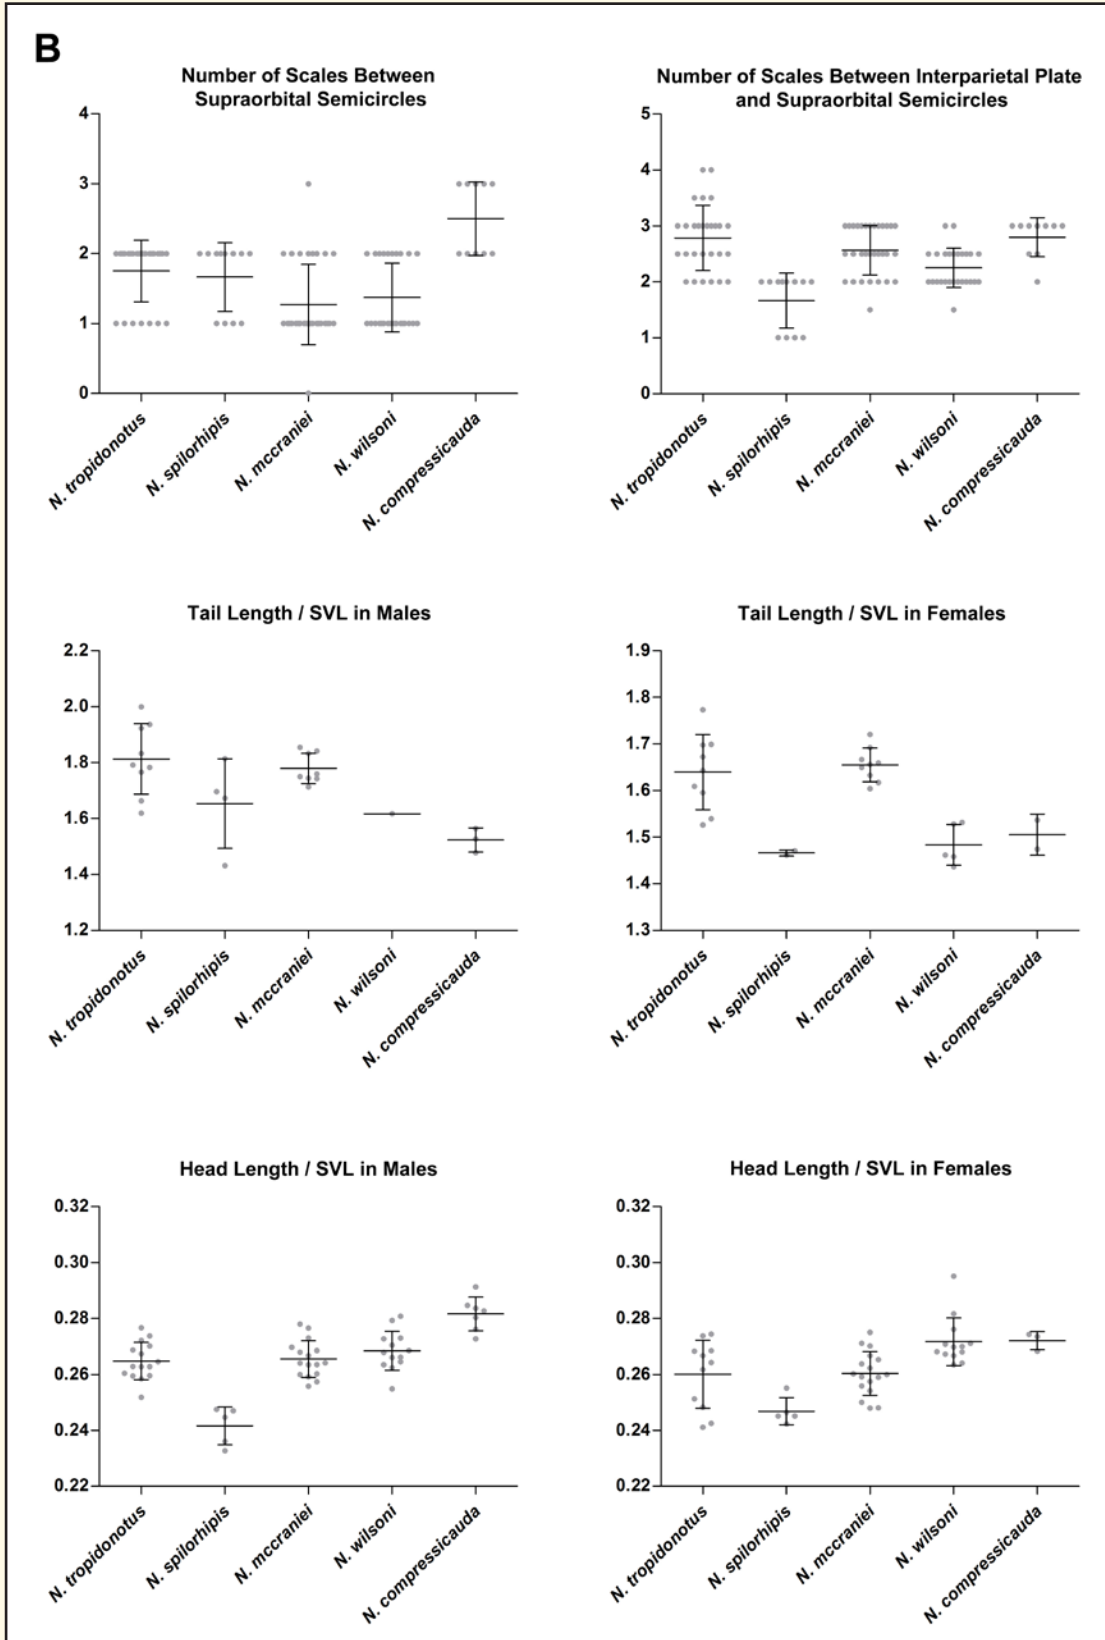 B
Number of Scales Between
Supraorbital Semicircles
4
3
2
1
0
N. tropidonotus
N. spilorhipis
N. mccraniei
N. wilsoni
N. compressicauda
Number of Scales Between Interparietal Plate
and Supraorbital Semicircles
5
4
3
2
1
0
N. tropidonotus
N. spilorhipis
N. mccraniei
N. wilsoni
N. compressicauda
Tail Length / SVL in Males
2.2
2.0
1.8
1.6
1.4
1.2
N. tropidonotus
N. spilorhipis
N. mccraniei
N. wilsoni
N. compressicauda
Tail Length / SVL in Females
1.9
1.8
1.7
1.6
1.5
1.4
1.3
N. tropidonotus
N. spilorhipis
N. mccraniei
N. wilsoni
N. compressicauda
Head Length / SVL in Males
0.32
0.30
0.28
0.26
0.24
0.22
N. tropidonotus
N. spilorhipis
N. mccraniei
N. wilsoni
N. compressicauda
Head Length / SVL in Females
0.32
0.30
0.28
0.26
0.24
0.22
N. tropidonotus
N. spilorhipis
N. mccraniei
N. wilsoni
N. compressicauda